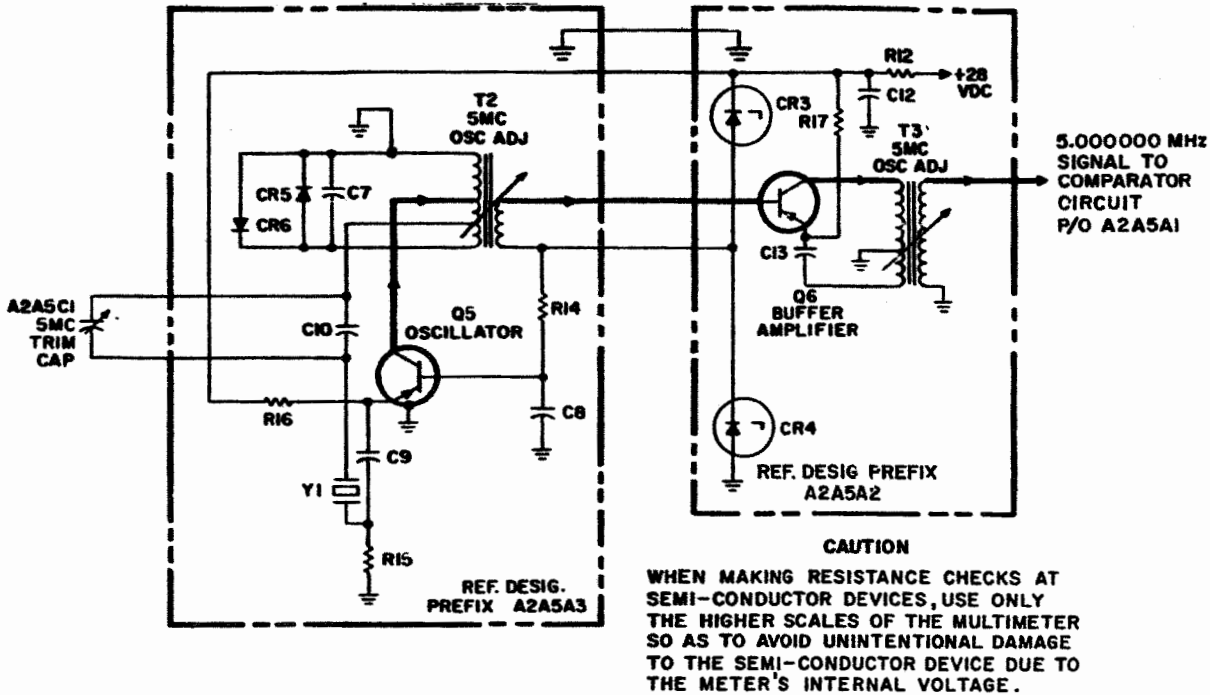 T2
5MC
OSC ADJ
CR5
C7
CR6
A2A5C1
5MC
TRIM
CAP
C10
Q5
OSCILLATOR
R14
R16
C9
C8
Y1
R15
REF. DESIG.
PREFIX A2A5A3
R12
+28
VDC
C12
CR3
R17
T3
5MC
OSC ADJ
5.000000 MHz
SIGNAL TO
COMPARATOR
CIRCUIT
P/O A2A5A1
C13
Q6
BUFFER
AMPLIFIER
CR4
REF. DESIG PREFIX
A2A5A2
CAUTION
WHEN MAKING RESISTANCE CHECKS AT
SEMI-CONDUCTOR DEVICES, USE ONLY
THE HIGHER SCALES OF THE MULTIMETER
SO AS TO AVOID UNINTENTIONAL DAMAGE
TO THE SEMI-CONDUCTOR DEVICE DUE TO
THE METER'S INTERNAL VOLTAGE.